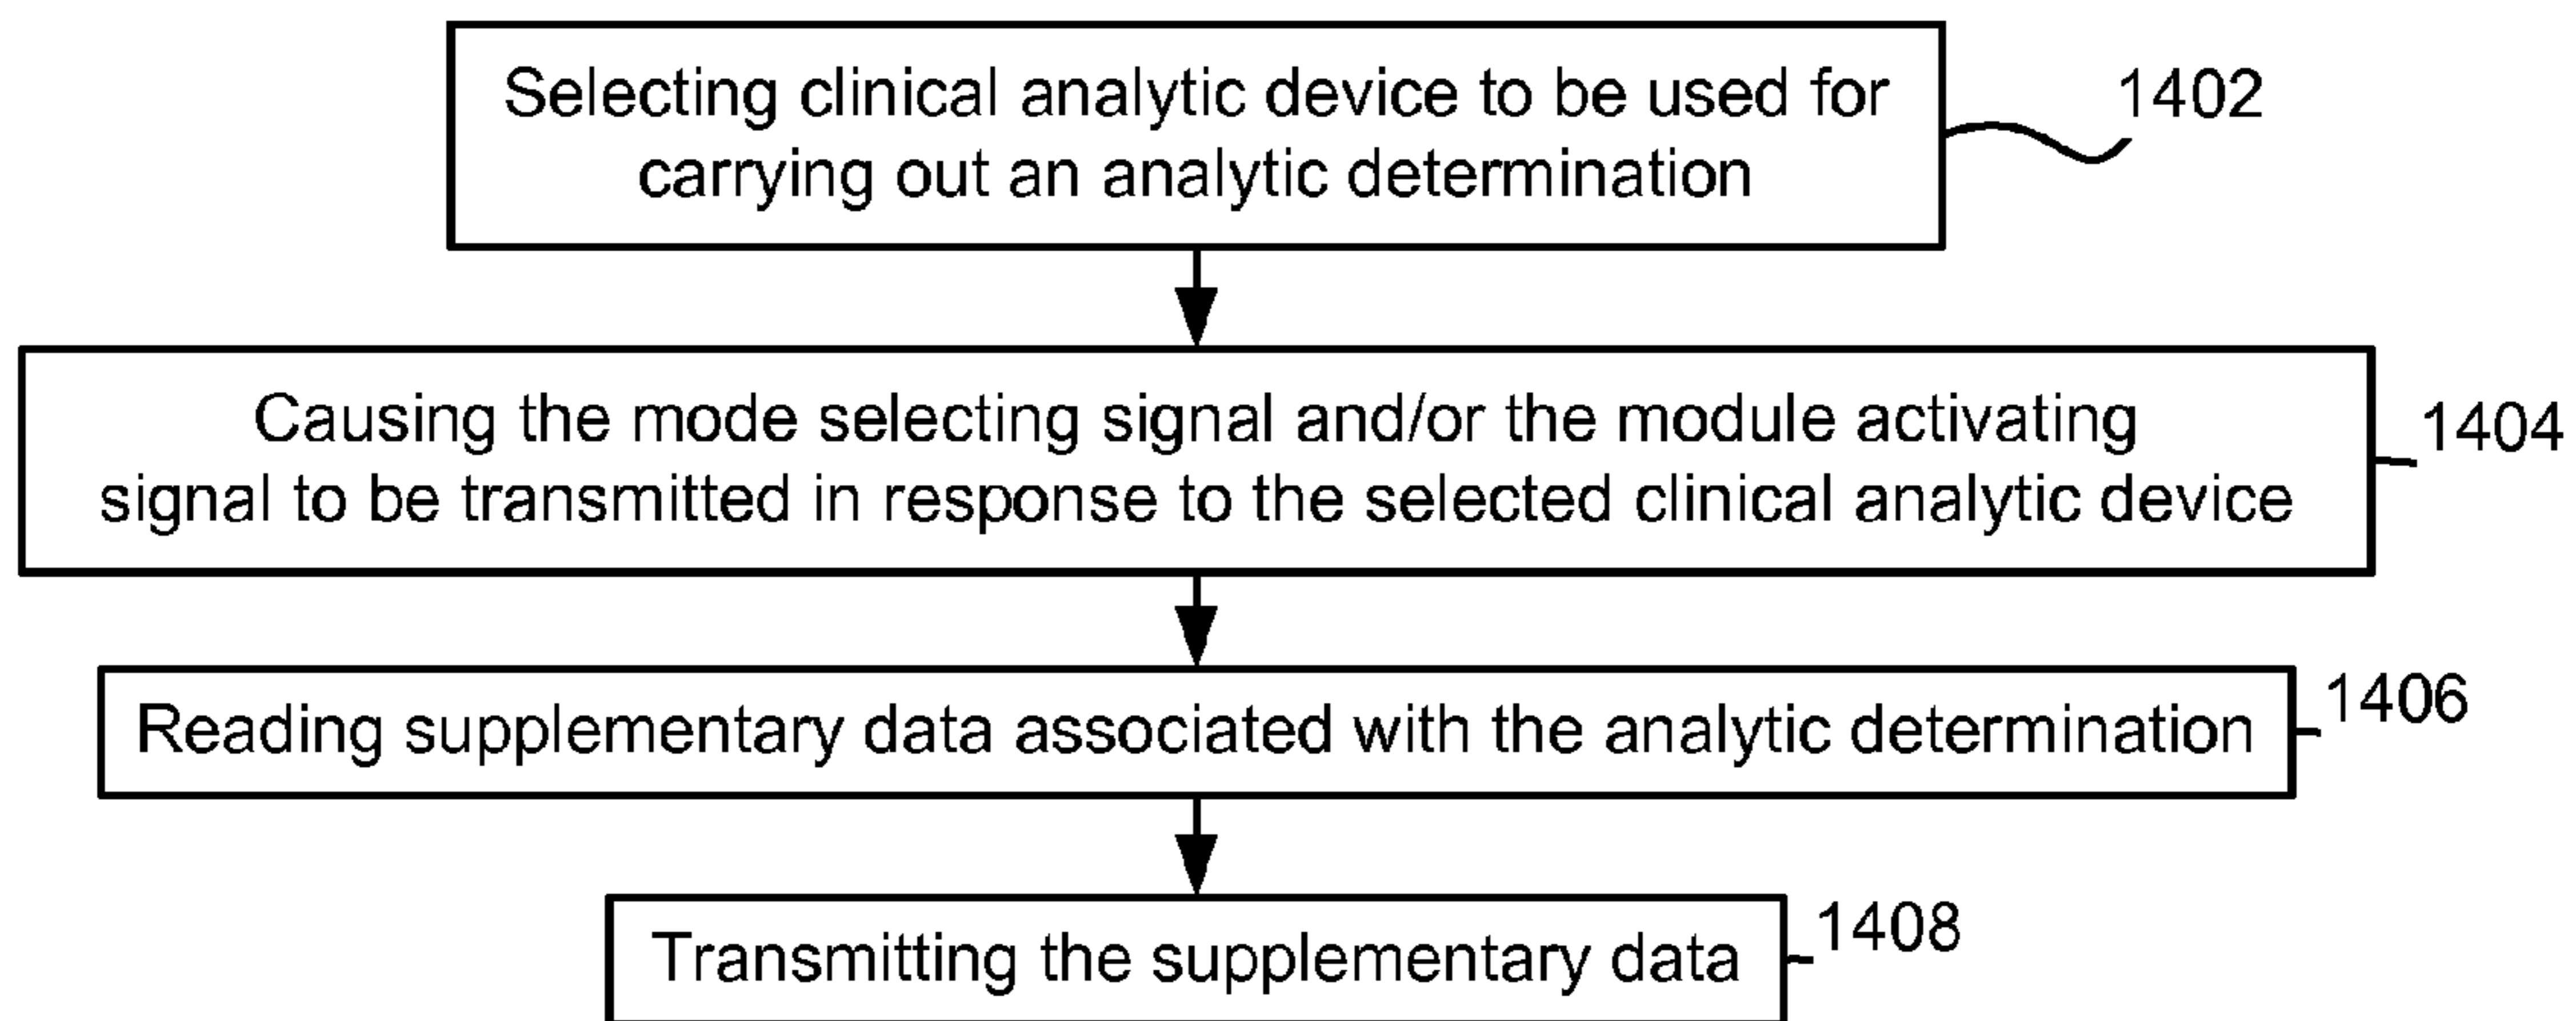 Selecting clinical analytic device to be used for
carrying out an analytic determination
1402
Causing the mode selecting signal and/or the module activating
signal to be transmitted in response to the selected clinical analytic device
1404
Reading supplementary data associated with the analytic determination
1406
Transmitting the supplementary data
1408